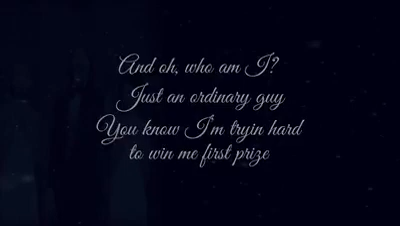 And oh, who am I?
Just an ordinary guy
You know I'm tryin hard
to win me first prize